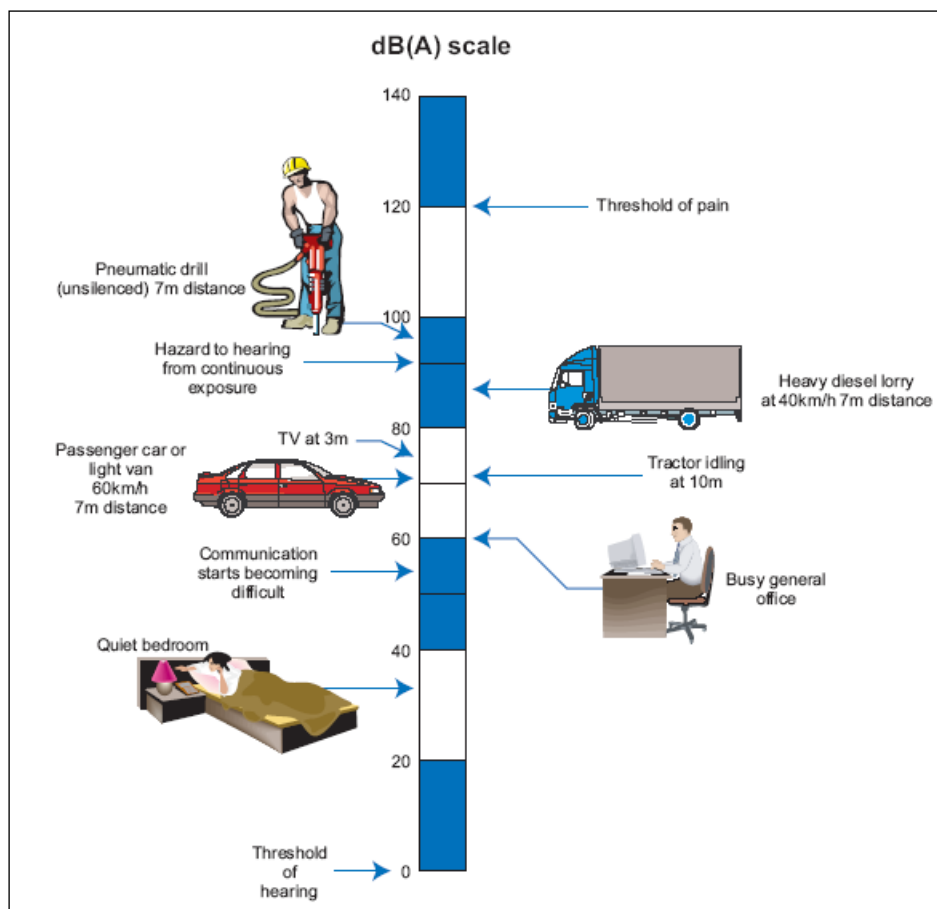 dB(A) scale
140
120
Threshold of pain
Pneumatic drill
(unsilenced) 7m distance
100
Hazard to hearing
from continuous
exposure
Heavy diesel lorry
at 40km/h 7m distance
80
TV at 3m
Passenger car or
light van
60km/h
7m distance
Tractor idling
at 10m
60
Communication
starts becoming
difficult
Busy general
office
Quiet bedroom
40
20
Threshold
of
hearing
0